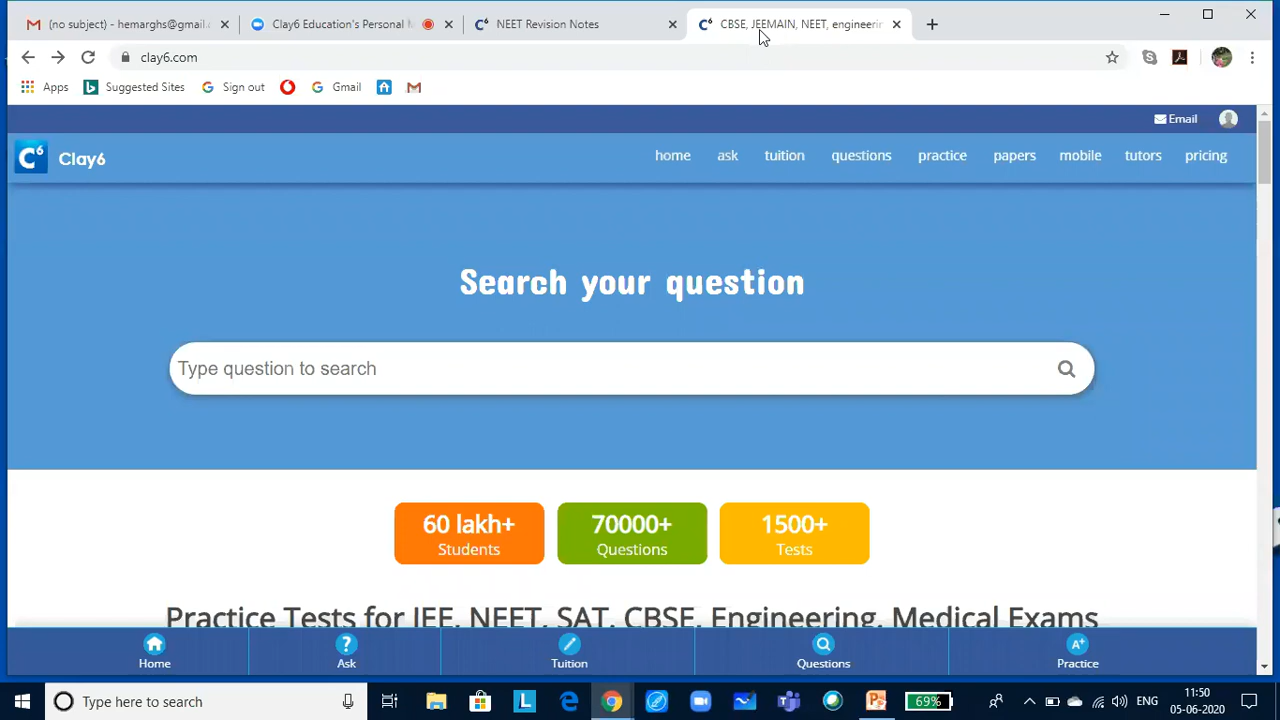 (no subject) - hemarghs@gmail.
Clay6 Education's Personal M
NEET Revision Notes
CBSE, JEEMAIN, NEET, engineerin
clay6.com
Apps
Suggested Sites
Sign out
Gmail
Email
C6
Clay6
home
ask
tuition
questions
practice
papers
mobile
tutors
pricing
Search your question
Type question to search
60 lakh+
Students
70000+
Questions
1500+
Tests
Practice Tests for JEE, NEET, SAT, CBSE, Engineering, Medical Exams
Home
Ask
Tuition
Questions
A+
Practice
Type here to search
69%
ENG
11:50
05-06-2020